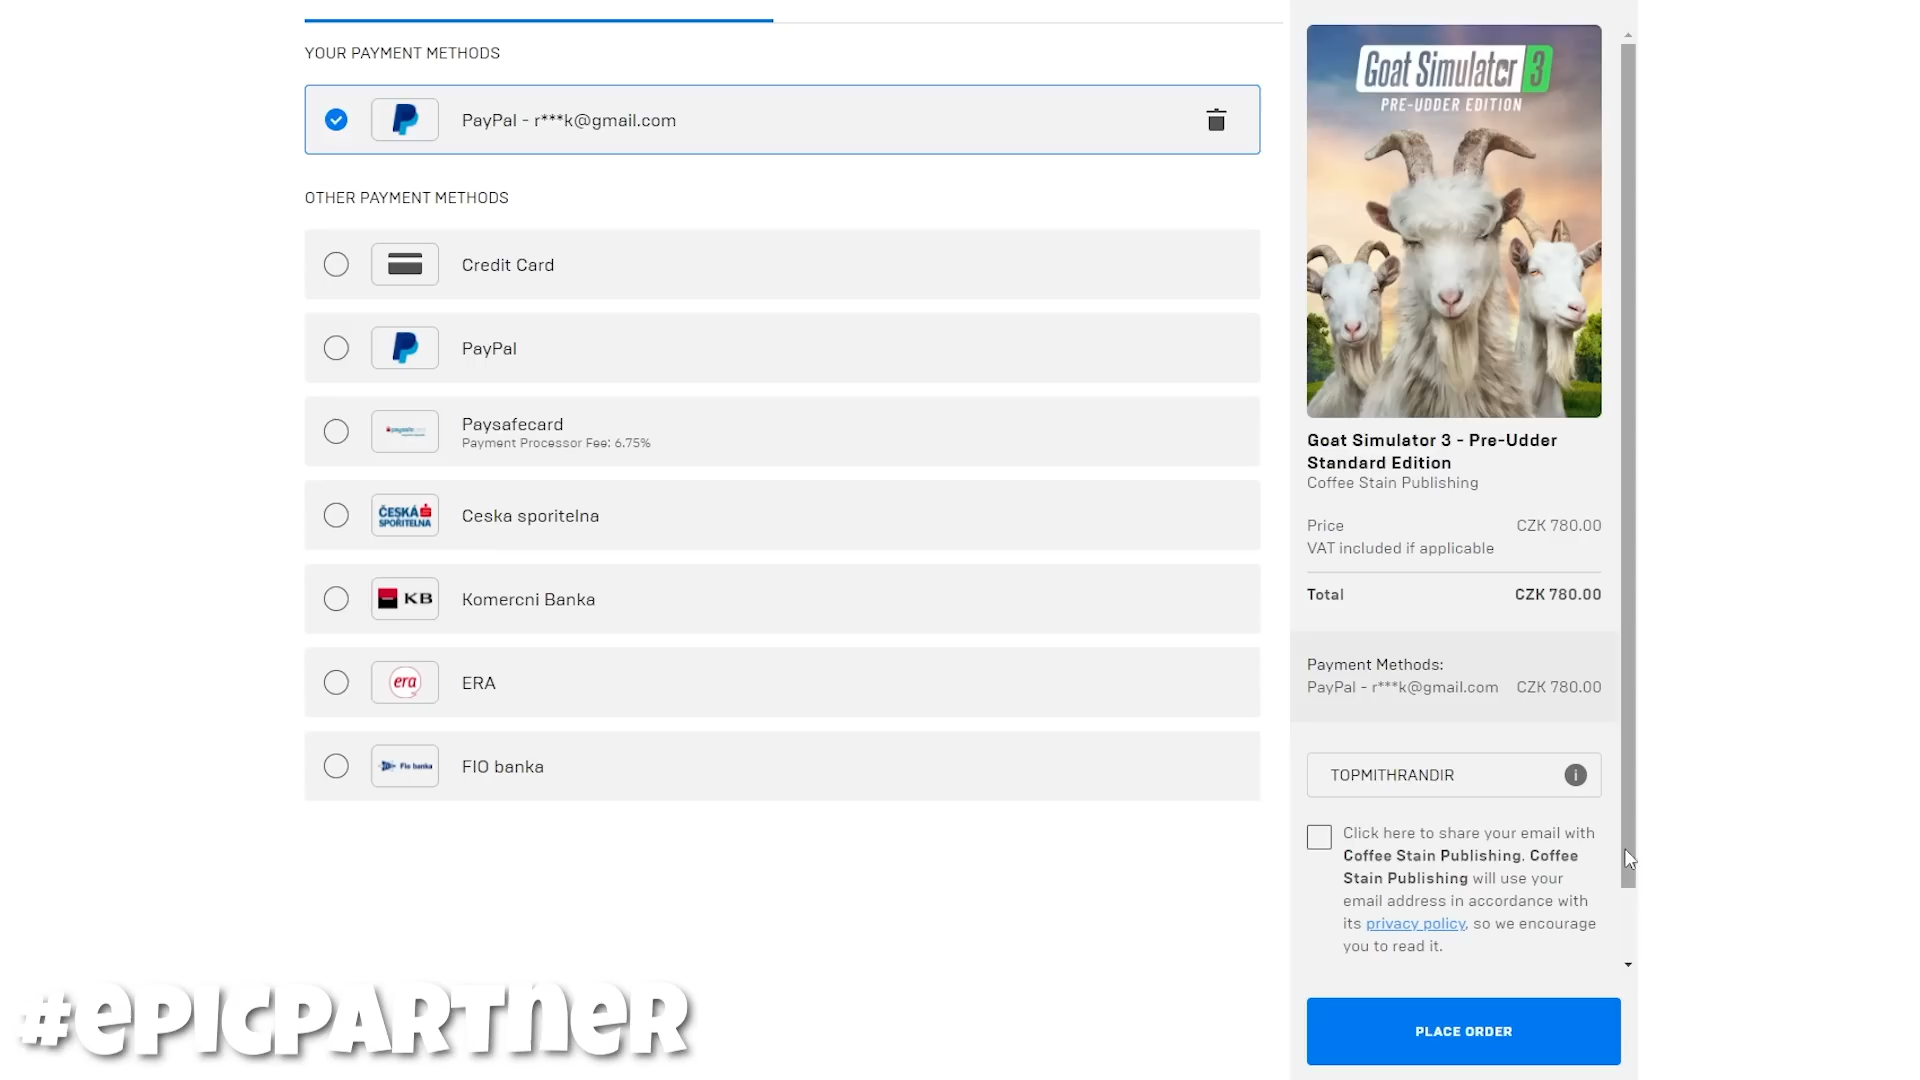 YOUR PAYMENT METHODS
PayPal - r***k@gmail.com
OTHER PAYMENT METHODS
Credit Card
PayPal
paysafe
Paysafecard
Payment Processor Fee: 6.75%
ČESKÁ
SPOŘITELNA
Ceska sporitelna
KB
Komercni Banka
era
ERA
Fio banka
FIO banka
#epicpartner
Goat Simulator 3
PRE-UDDER EDITION
Goat Simulator 3 - Pre-Udder
Standard Edition
Coffee Stain Publishing
Price CZK 780.00
VAT included if applicable
Total CZK 780.00
Payment Methods:
PayPal - r***k@gmail.com CZK 780.00
TOPMITHRANDIR
Click here to share your email with
Coffee Stain Publishing. Coffee
Stain Publishing will use your
email address in accordance with
its privacy policy, so we encourage
you to read it.
PLACE ORDER